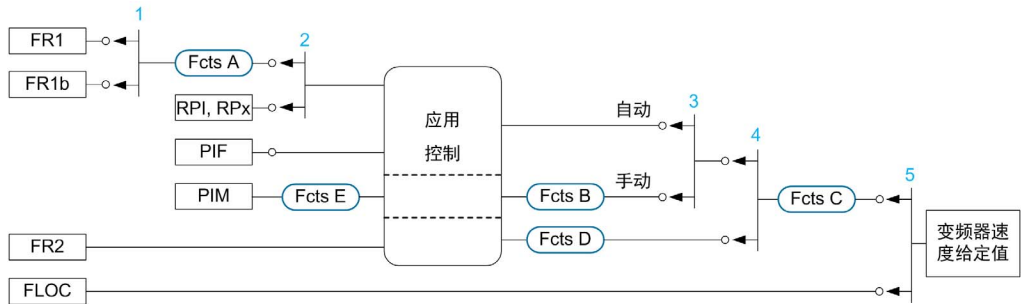 1
FR1
2
3
4
5
Fcts A
FR1b
RPI, RPx
应用
控制
自动
PIF
手动
PIM
Fcts E
Fcts B
Fcts C
Fcts D
FR2
变频器速
度给定值
FLOC